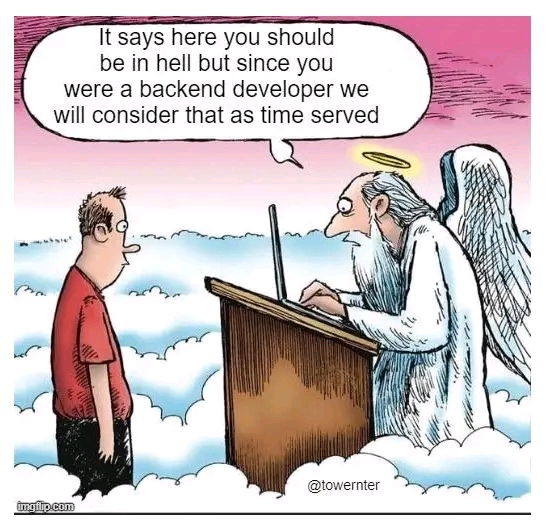 It says here you should
be in hell but since you
were a backend developer we
will consider that as time served
@towernter
imgflip.com